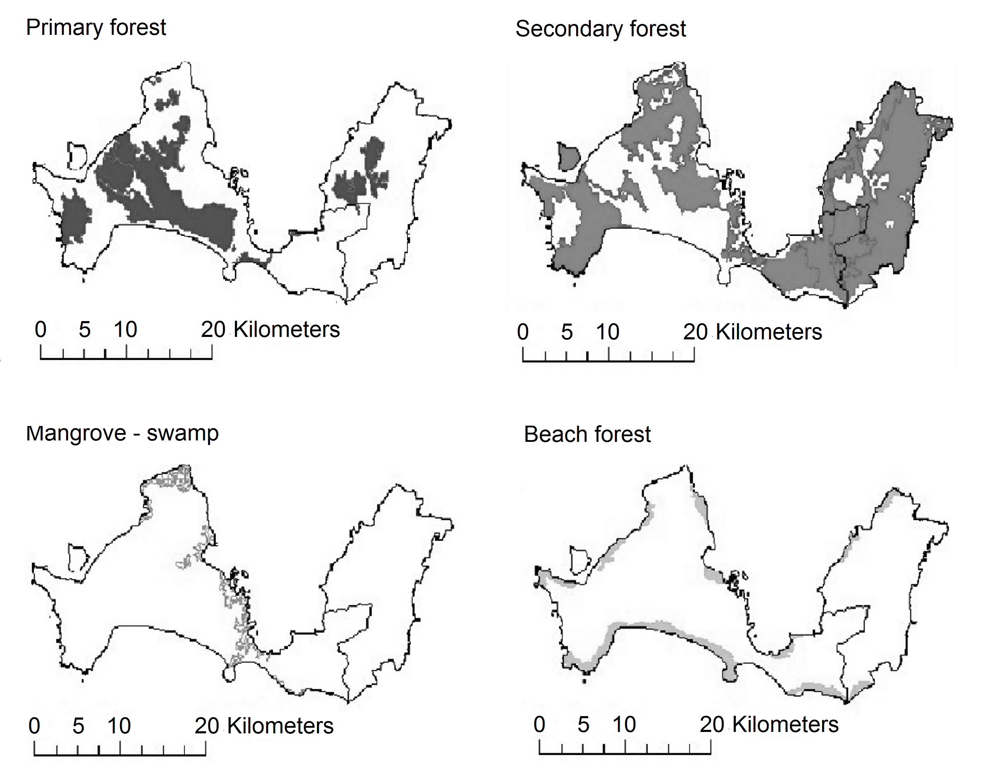 Primary forest
Secondary forest
0 5 10 20 Kilometers
0 5 10 20 Kilometers
Mangrove - swamp
Beach forest
0 5 10 20 Kilometers
0 5 10 20 Kilometers